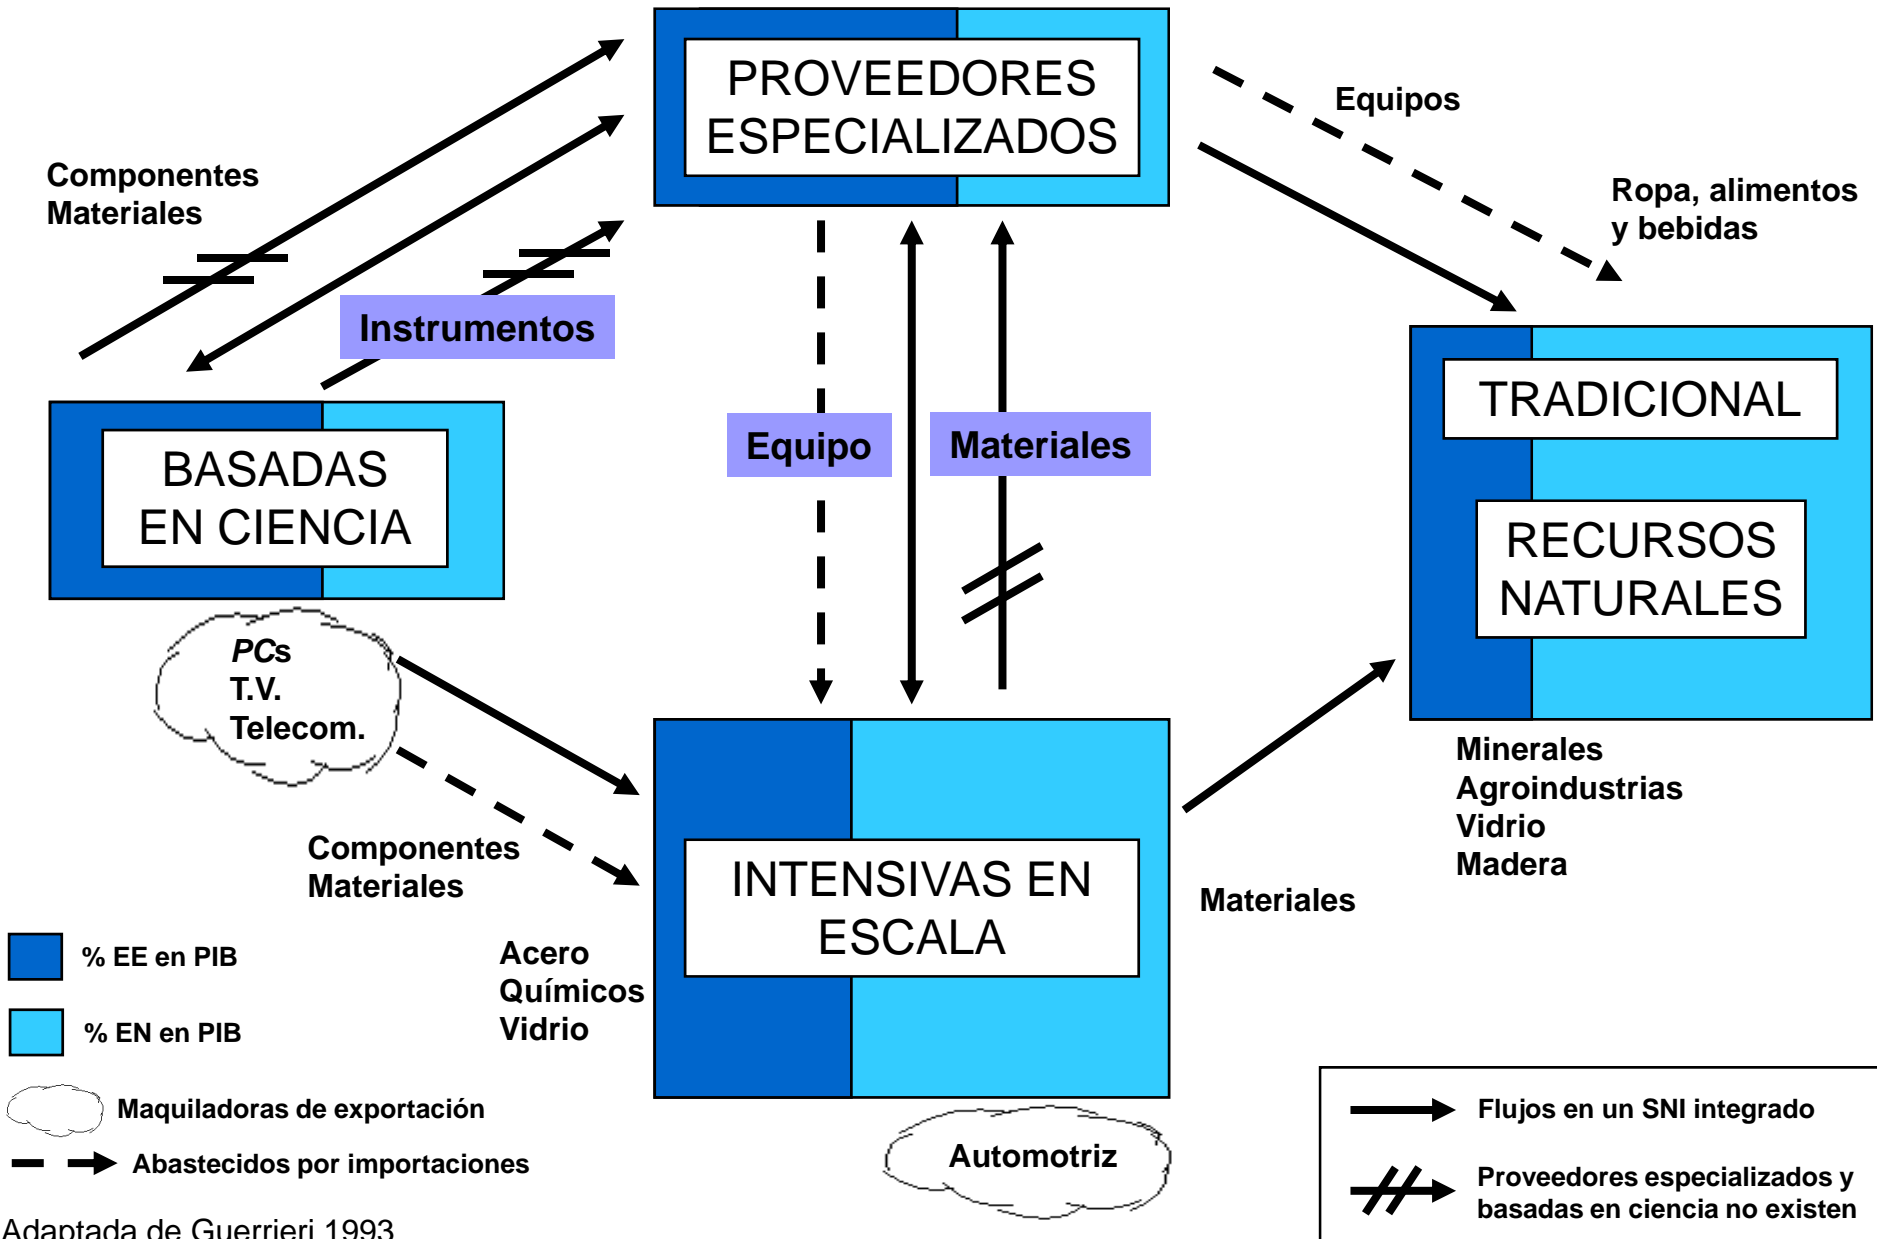 PROVEEDORES
ESPECIALIZADOS
Equipos
Componentes
Materiales
Ropa, alimentos
y bebidas
Instrumentos
TRADICIONAL
Equipo
Materiales
BASADAS
EN CIENCIA
RECURSOS
NATURALES
PCs
T.V.
Telecom.
Minerales
Agroindustrias
Vidrio
Madera
Componentes
Materiales
INTENSIVAS EN
ESCALA
Materiales
% EE en PIB
Acero
Químicos
Vidrio
% EN en PIB
Maquiladoras de exportación
Flujos en un SNI integrado
Automotriz
Abastecidos por importaciones
Proveedores especializados y
basadas en ciencia no existen
Adaptada de Guerrieri 1993